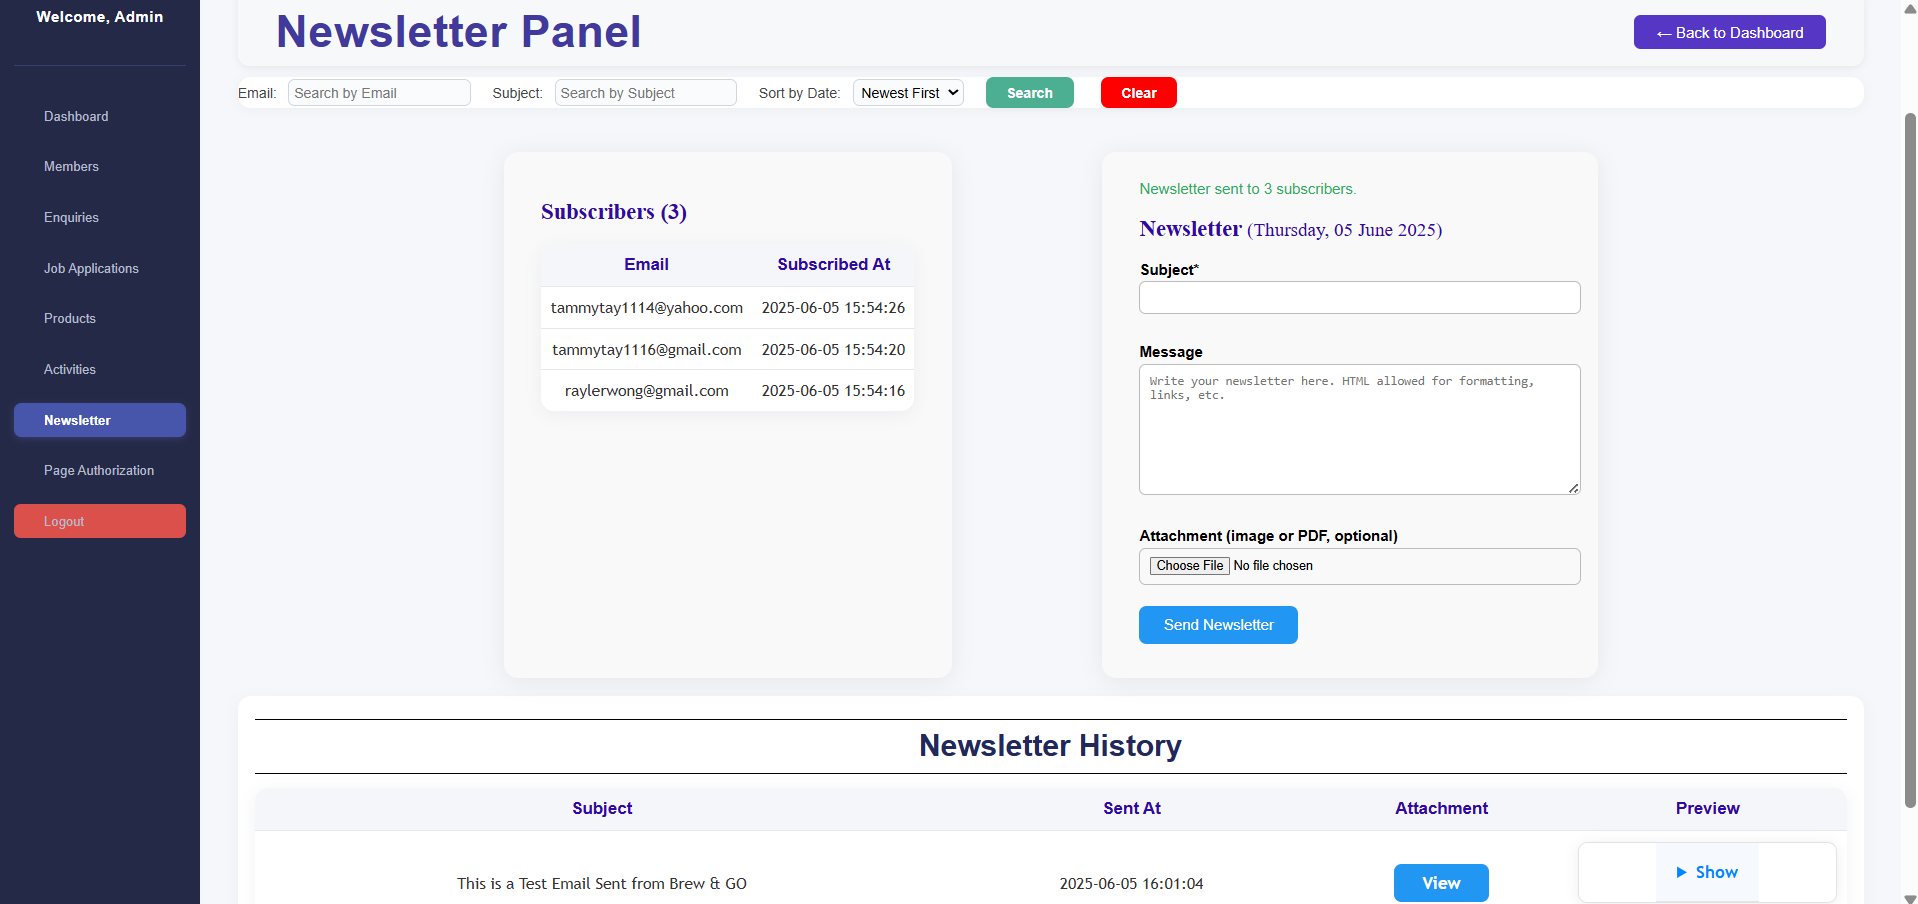 Welcome, Admin
Dashboard
Members
Enquiries
Job Applications
Products
Activities
Newsletter
Page Authorization
Logout
Newsletter Panel
← Back to Dashboard
Email: Search by Email Subject: Search by Subject Sort by Date: Newest First Search Clear
Subscribers (3)
Email Subscribed At
tammytay1114@yahoo.com 2025-06-05 15:54:26
tammytay1116@gmail.com 2025-06-05 15:54:20
raylerwong@gmail.com 2025-06-05 15:54:16
Newsletter sent to 3 subscribers.
Newsletter (Thursday, 05 June 2025)
Subject*
Message
Write your newsletter here. HTML allowed for formatting,
links, etc.
Attachment (image or PDF, optional)
Choose File No file chosen
Send Newsletter
Newsletter History
Subject Sent At Attachment Preview
This is a Test Email Sent from Brew & GO 2025-06-05 16:01:04 View ► Show